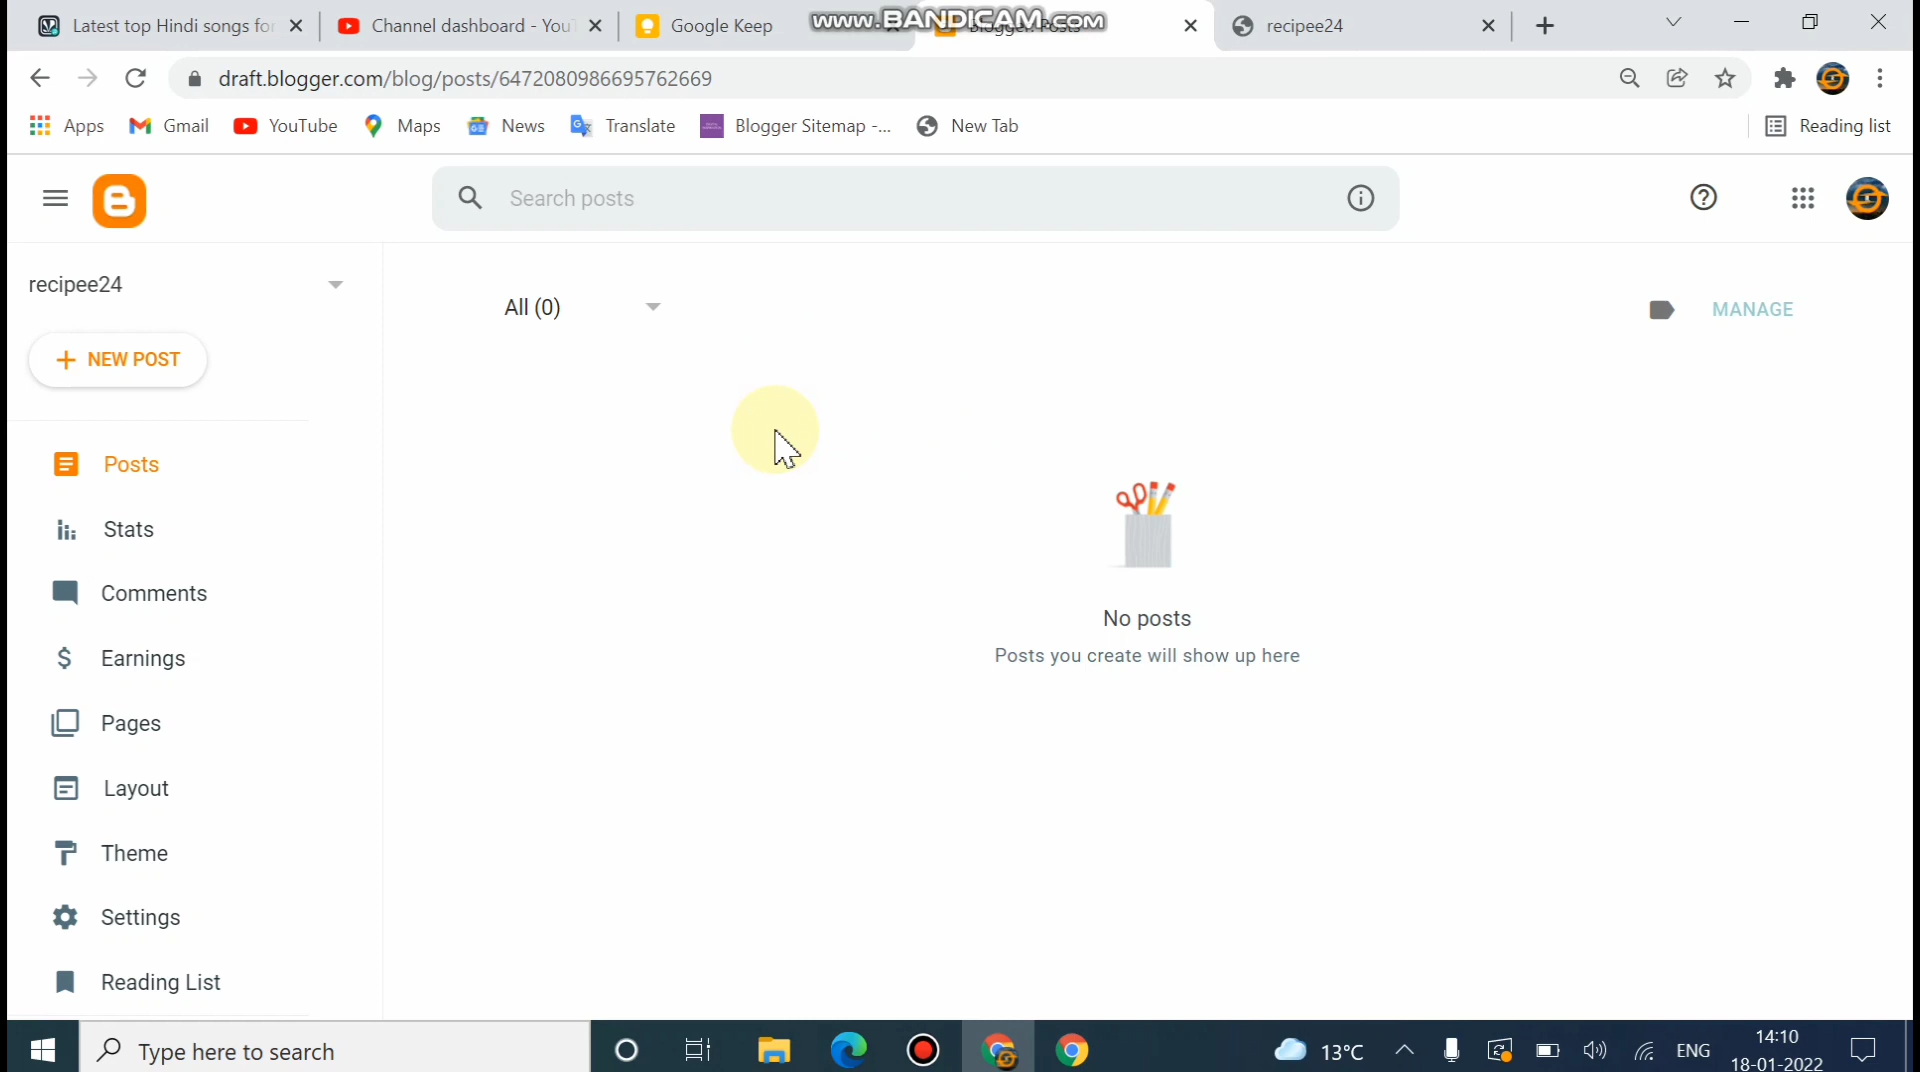 Latest top Hindi songs for
Channel dashboard - YouT
Google Keep
www.BANDICAM.com
Blogger: Posts
recipee24
draft.blogger.com/blog/posts/6472080986695762669
Apps
Gmail
YouTube
Maps
News
Translate
Blogger Sitemap -...
New Tab
Reading list
Search posts
recipee24
All (0)
MANAGE
NEW POST
Posts
Stats
Comments
Earnings
Pages
Layout
Theme
Settings
Reading List
No posts
Posts you create will show up here
Type here to search
13°C
ENG
14:10
18-01-2022